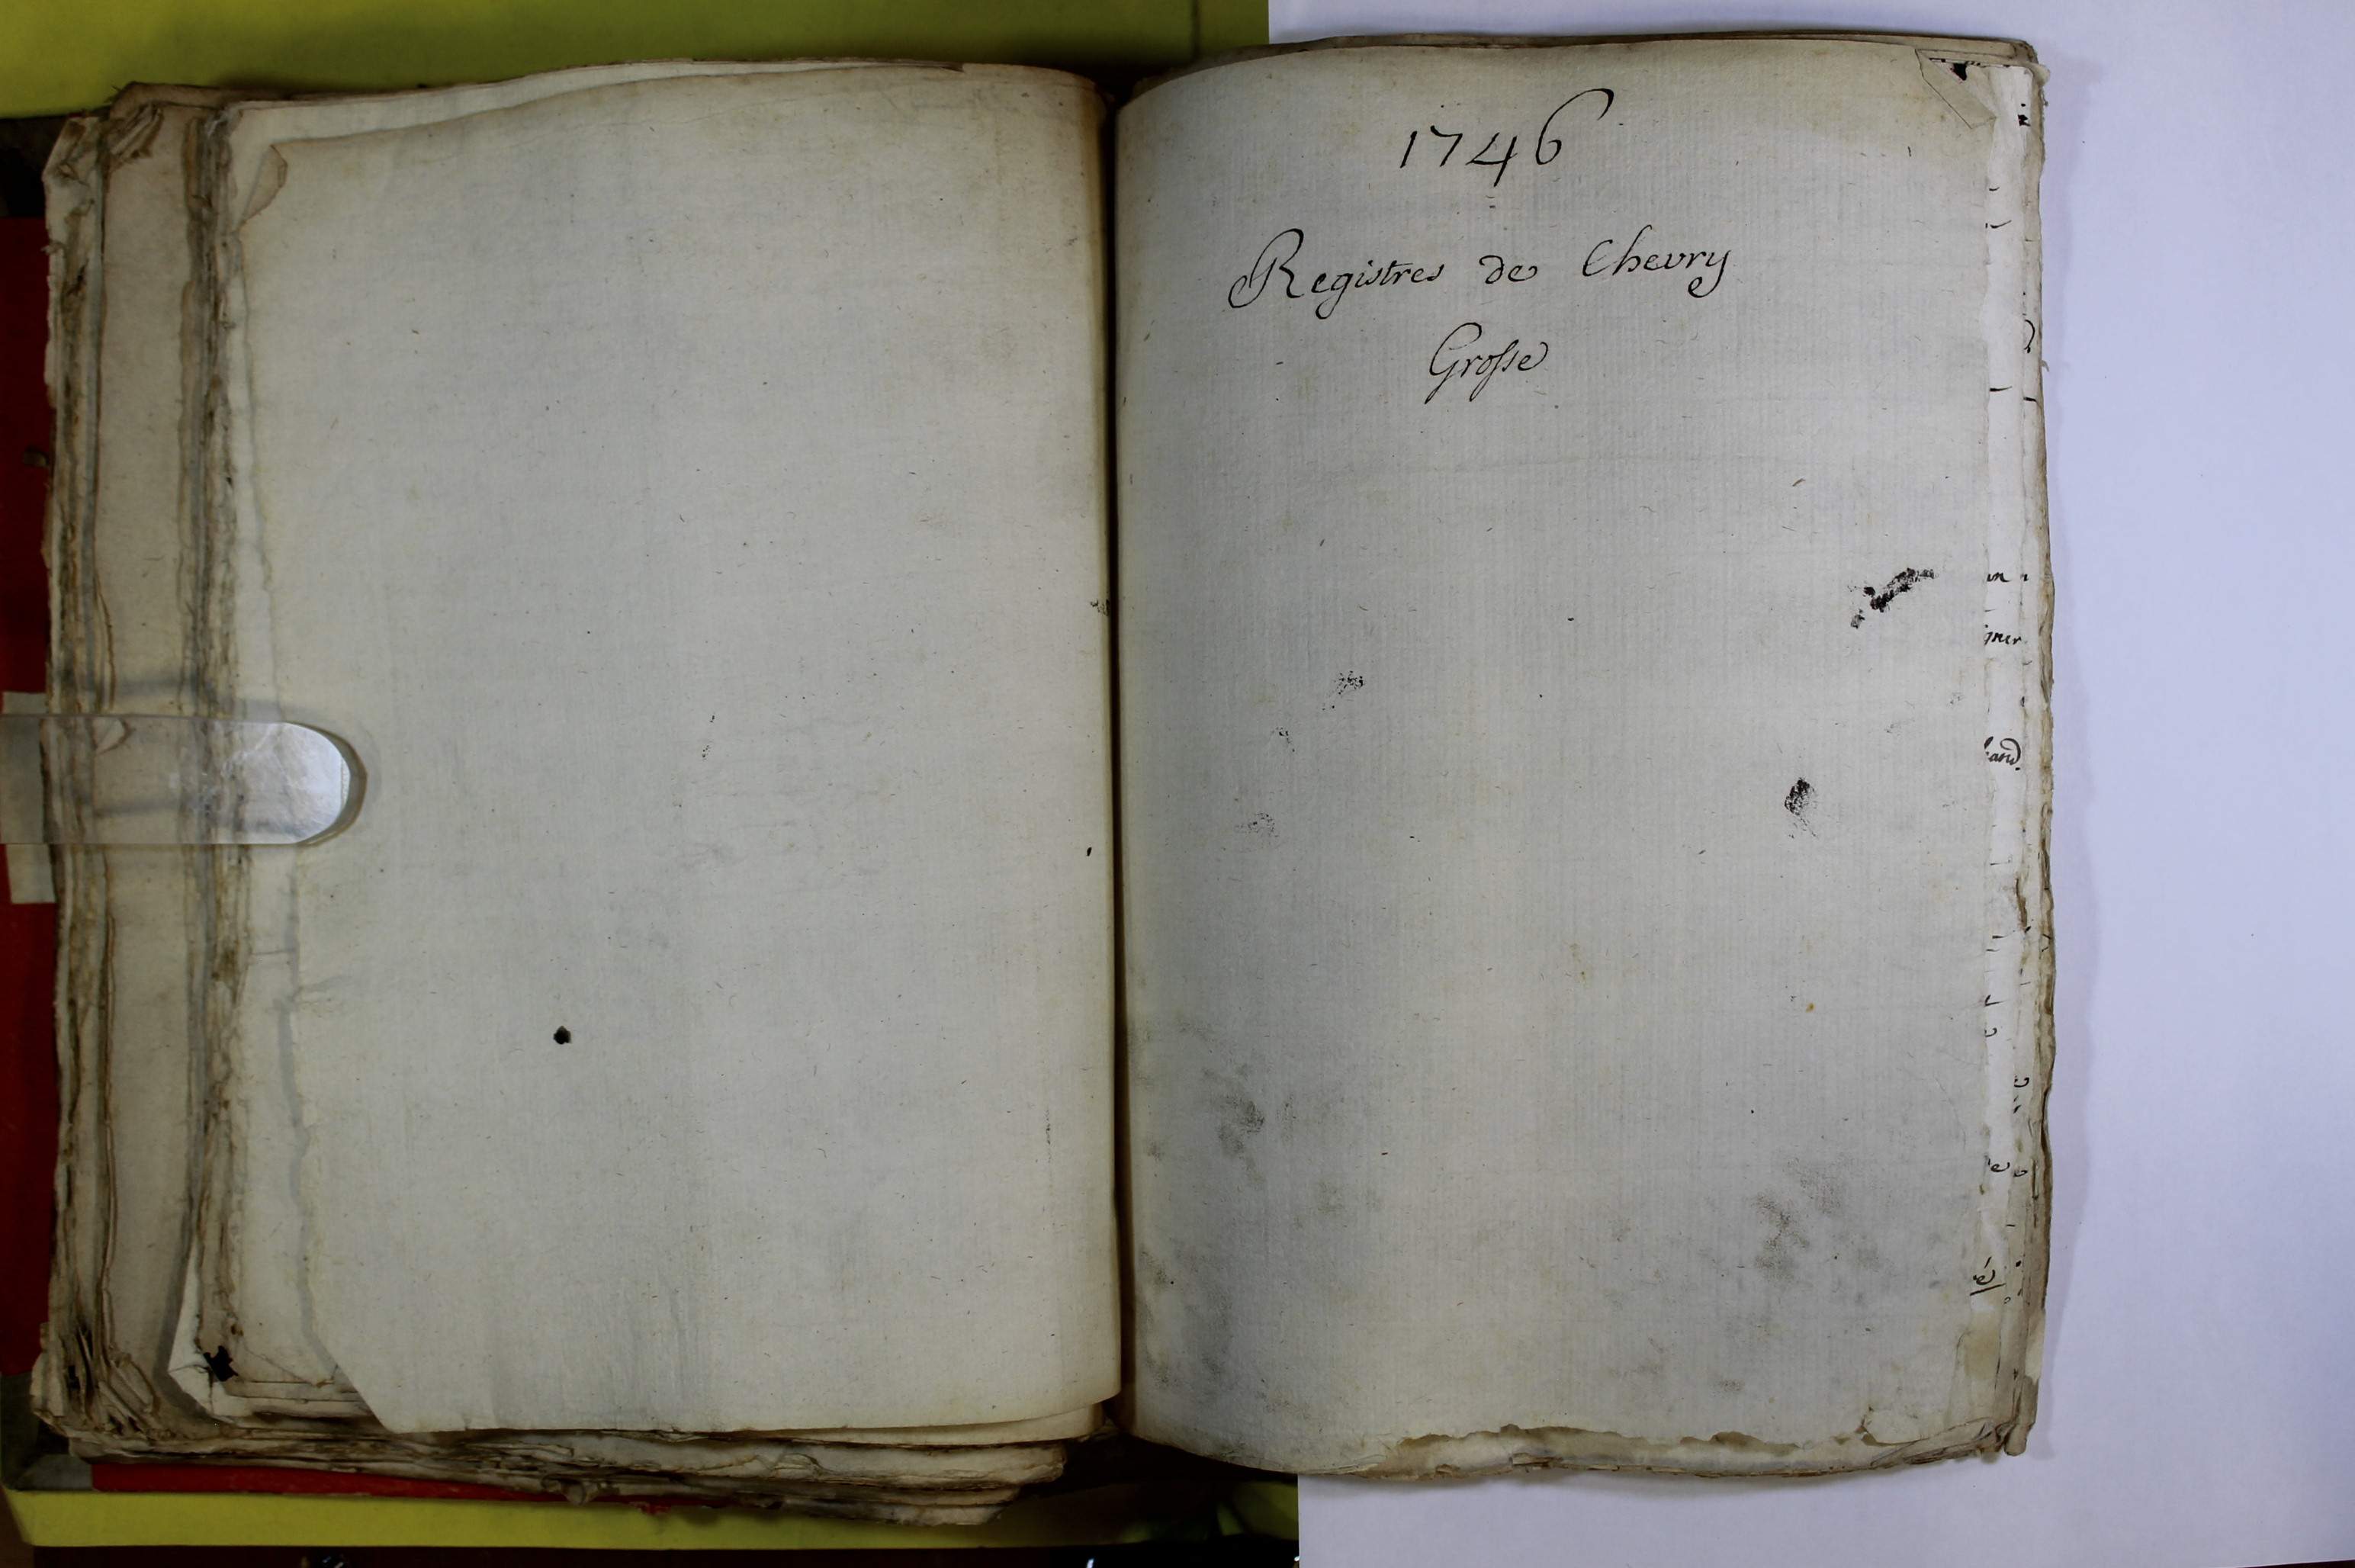 1746
Registres de Chevry
Grosse